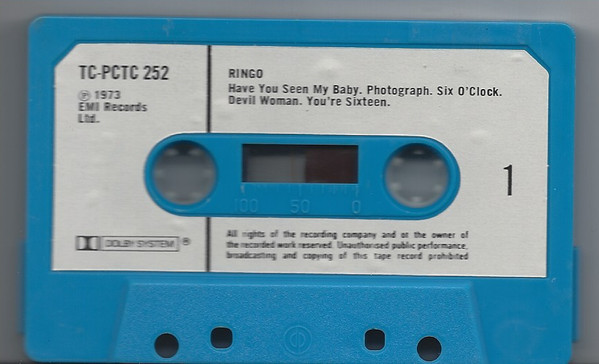 TC-PCTC 252
℗ 1973
EMI Records
Ltd.
RINGO
Have You Seen My Baby. Photograph. Six O'Clock.
Devil Woman. You're Sixteen.
1
100 50 0
DOLBY SYSTEM ®
All rights of the recording company and of the owner of
the recorded work reserved. Unauthorised public performance,
broadcasting and copying of this tape record prohibited